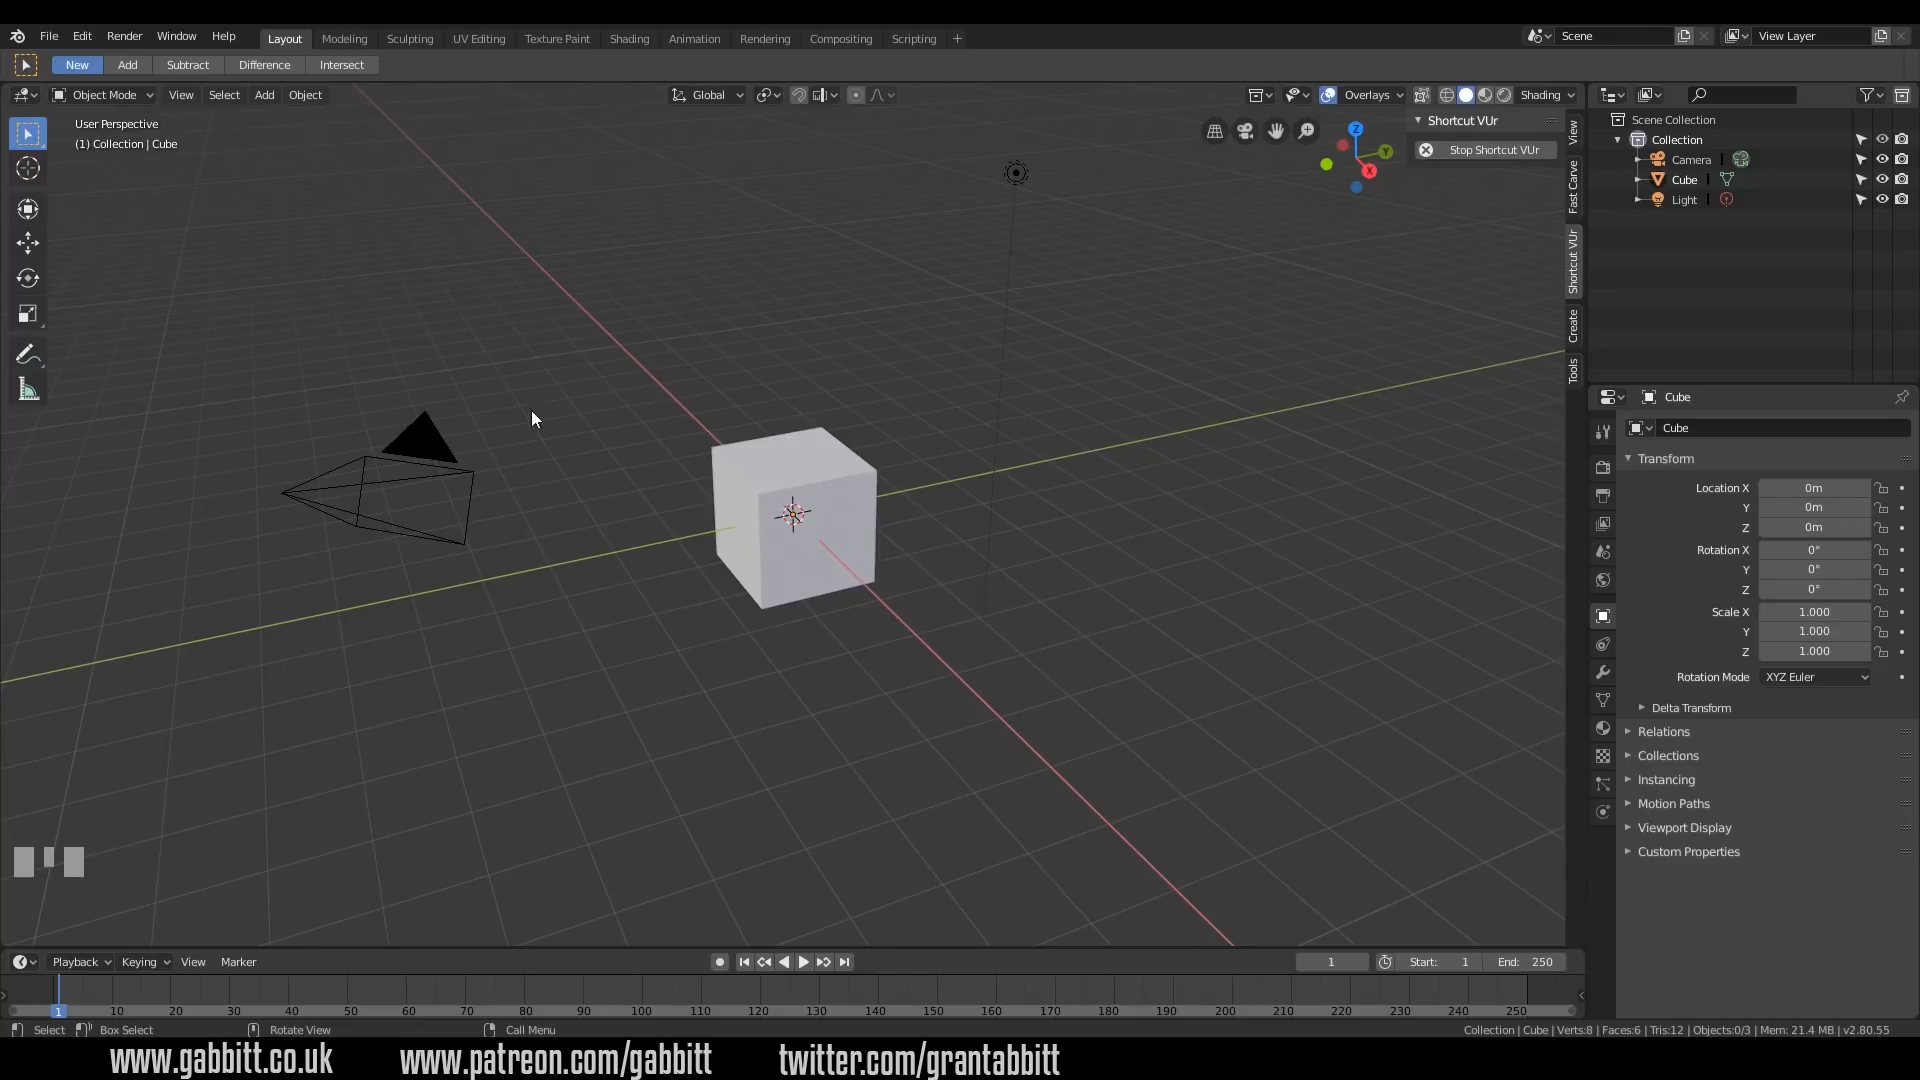 File Edit Render Window Help Layout Modeling Sculpting UV Editing Texture Paint Shading Animation Rendering Compositing Scripting + Scene View Layer
New Add Subtract Difference Intersect
Object Mode View Select Add Object Global Overlays Shading
User Perspective
(1) Collection | Cube
Z
Y
X
Shortcut VUr
Stop Shortcut VUr
View
Fast Carve
Shortcut VUr
Create
Tools
Scene Collection
Collection
Camera
Cube
Light
Cube
Cube
Transform
Location X 0m
Y 0m
Z 0m
Rotation X 0°
Y 0°
Z 0°
Scale X 1.000
Y 1.000
Z 1.000
Rotation Mode XYZ Euler
Delta Transform
Relations
Collections
Instancing
Motion Paths
Viewport Display
Custom Properties
Playback Keying View Marker 1 Start: 1 End: 250
1 10 20 30 40 50 60 70 80 90 100 110 120 130 140 150 160 170 180 190 200 210 220 230 240 250
Select Box Select Rotate View Call Menu Collection | Cube | Verts:8 | Faces:6 | Tris:12 | Objects:0/3 | Mem: 21.4 MB | v2.80.55
www.gabbitt.co.uk www.patreon.com/gabbitt twitter.com/grantabbitt